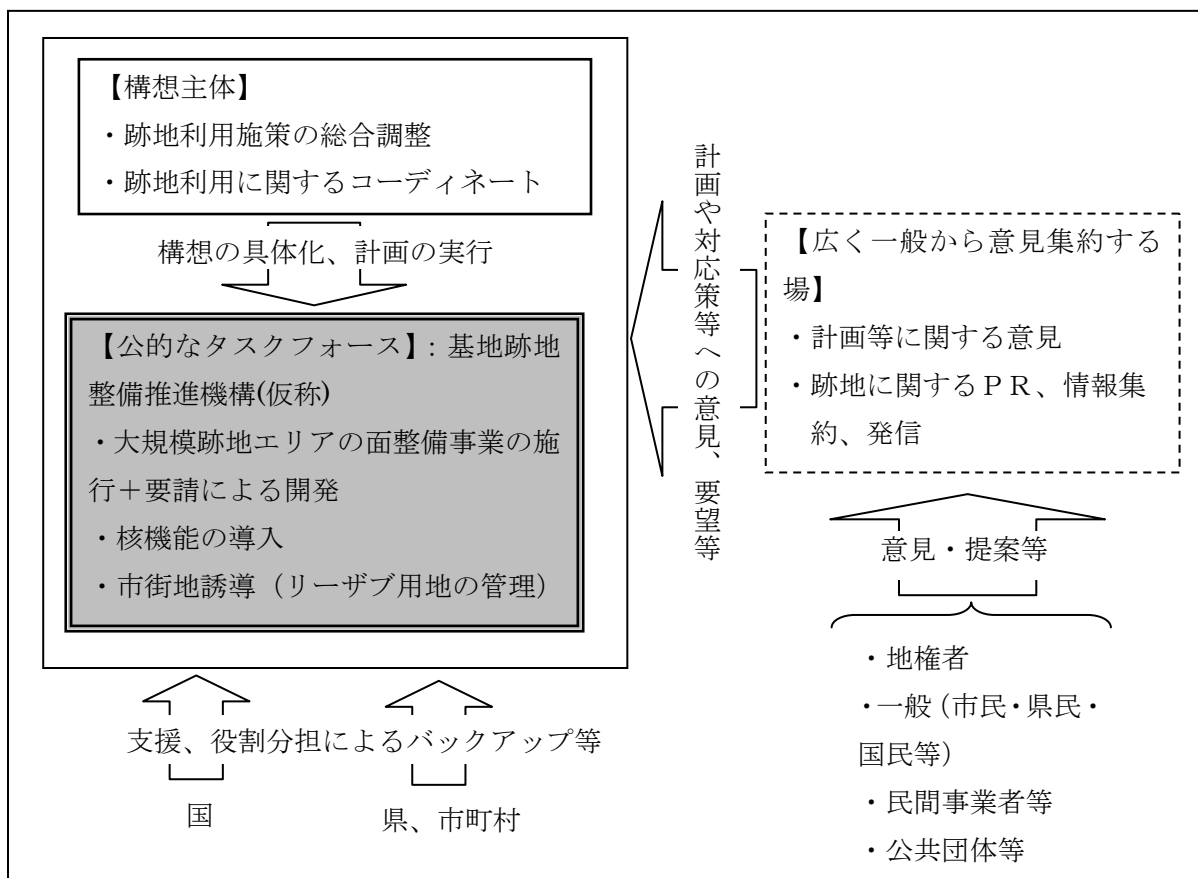 【構想主体】
・跡地利用施策の総合調整
・跡地利用に関するコーディネート
構想の具体化、計画の実行
【公的なタスクフォース】：基地跡地
整備推進機構(仮称)
・大規模跡地エリアの面整備事業の施
行＋要請による開発
・核機能の導入
・市街地誘導（リーザブ用地の管理）
計画や対応策等への意見、要望等
【広く一般から意見集約する
場】
・計画等に関する意見
・跡地に関するＰＲ、情報集
約、発信
意見・提案等
・地権者
・一般（市民・県民・
国民等）
・民間事業者等
・公共団体等
支援、役割分担によるバックアップ等
国
県、市町村